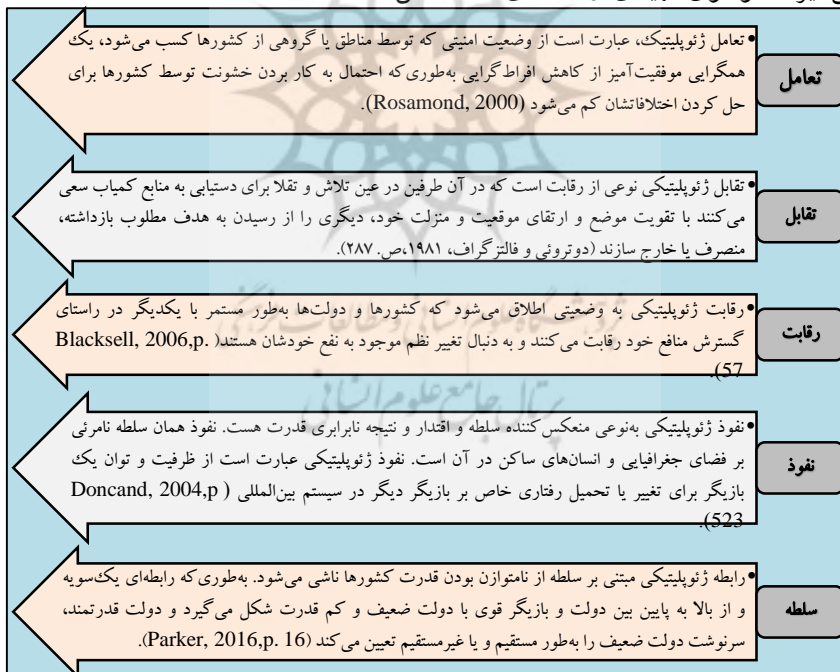 تعامل
•تعامل ژئوپلیتیک، عبارت است از وضعیت امنیتی که توسط مناطق یا گروهی از کشورها کسب می‌شود، یک
همگرایی موفقیت‌آمیز از کاهش افراط‌گرایی به‌طوری‌که احتمال به کار بردن خشونت توسط کشورها برای
حل کردن اختلافاتشان کم می‌شود (Rosamond, 2000).
تقابل
•تقابل ژئوپلیتیکی نوعی از رقابت است که در آن طرفین در عین تلاش و تقلا برای دستیابی به منابع کمیاب سعی
می‌کنند با تقویت موضع و ارتقای موقعیت و منزلت خود، دیگری را از رسیدن به هدف مطلوب بازداشته،
منصرف یا خارج سازند (دوتروئی و فالتزگراف، ۱۹۸۱،ص. ۲۸۷).
رقابت
•رقابت ژئوپلیتیکی به وضعیتی اطلاق می‌شود که کشورها و دولت‌ها به‌طور مستمر با یکدیگر در راستای
گسترش منافع خود رقابت می‌کنند و به دنبال تغییر نظم موجود به نفع خودشان هستند( Blacksell, 2006,p.
57).
پژوهشگاه علوم انسانی و مطالعات فرهنگی
پرتال جامع علوم انسانی
نفوذ
•نفوذ ژئوپلیتیکی به‌نوعی منعکس‌کننده سلطه و اقتدار و نتیجه نابرابری قدرت هست. نفوذ همان سلطه نامرئی
بر فضای جغرافیایی و انسان‌های ساکن در آن است. نفوذ ژئوپلیتیکی عبارت است از ظرفیت و توان یک
بازیگر برای تغییر یا تحمیل رفتاری خاص بر بازیگر دیگر در سیستم بین‌المللی ( Doncand, 2004,p
523).
سلطه
•رابطه ژئوپلیتیکی مبتنی بر سلطه از نامتوازن بودن قدرت کشورها ناشی می‌شود. به‌طوری‌که رابطه‌ای یک‌سویه
و از بالا به پایین بین دولت و بازیگر قوی با دولت ضعیف و کم قدرت شکل می‌گیرد و دولت قدرتمند،
سرنوشت دولت ضعیف را به‌طور مستقیم و یا غیرمستقیم تعیین می‌کند (Parker, 2016,p. 16).